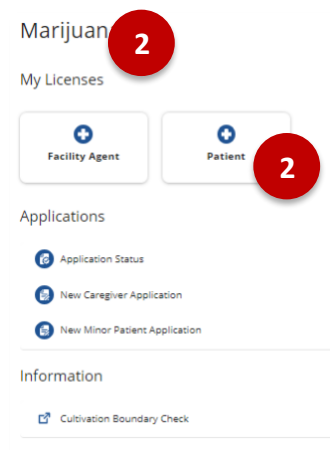 Marijuan
2
My Licenses
Facility Agent
Patient
2
Applications
Application Status
New Caregiver Application
New Minor Patient Application
Information
Cultivation Boundary Check